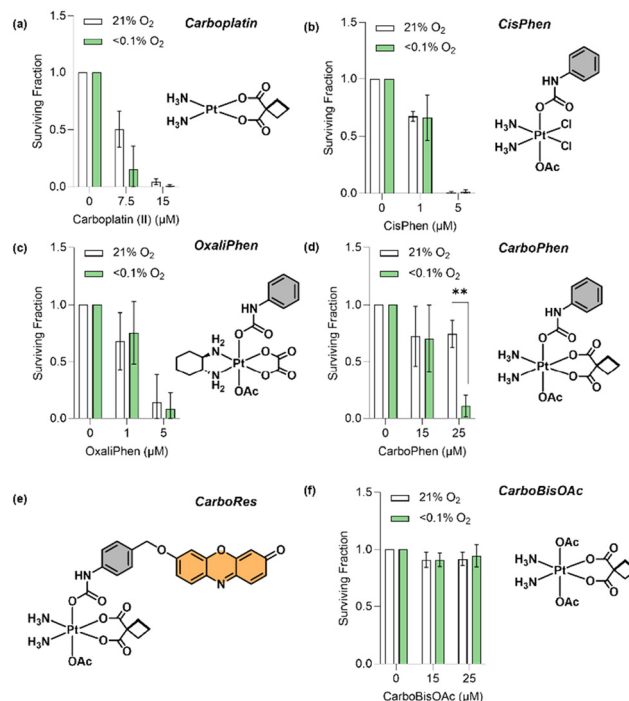 (a)
Carboplatin
21% O2
<0.1% O2
Surviving Fraction
1.5
1.0
0.5
0.0
0
7.5
15
Carboplatin (II) (μM)
H3N
H3N
Pt
O
O
O
O
(b)
CisPhen
21% O2
<0.1% O2
Surviving Fraction
1.5
1.0
0.5
0.0
0
1
5
CisPhen (μM)
HN
O
O
H3N
H3N
Pt
Cl
Cl
OAc
(c)
OxaliPhen
21% O2
<0.1% O2
Surviving Fraction
1.5
1.0
0.5
0.0
0
1
5
OxaliPhen (μM)
HN
O
O
H2
N
N
H2
Pt
O
O
O
O
OAc
(d)
CarboPhen
21% O2
<0.1% O2
**
Surviving Fraction
1.5
1.0
0.5
0.0
0
15
25
CarboPhen (μM)
HN
O
O
H3N
H3N
Pt
O
O
O
O
OAc
(e)
CarboRes
O
O
O
N
HN
O
O
H3N
H3N
Pt
O
O
O
O
OAc
(f)
CarboBisOAc
21% O2
<0.1% O2
Surviving Fraction
1.5
1.0
0.5
0.0
0
15
25
CarboBisOAc (μM)
OAc
H3N
H3N
Pt
O
O
O
O
OAc